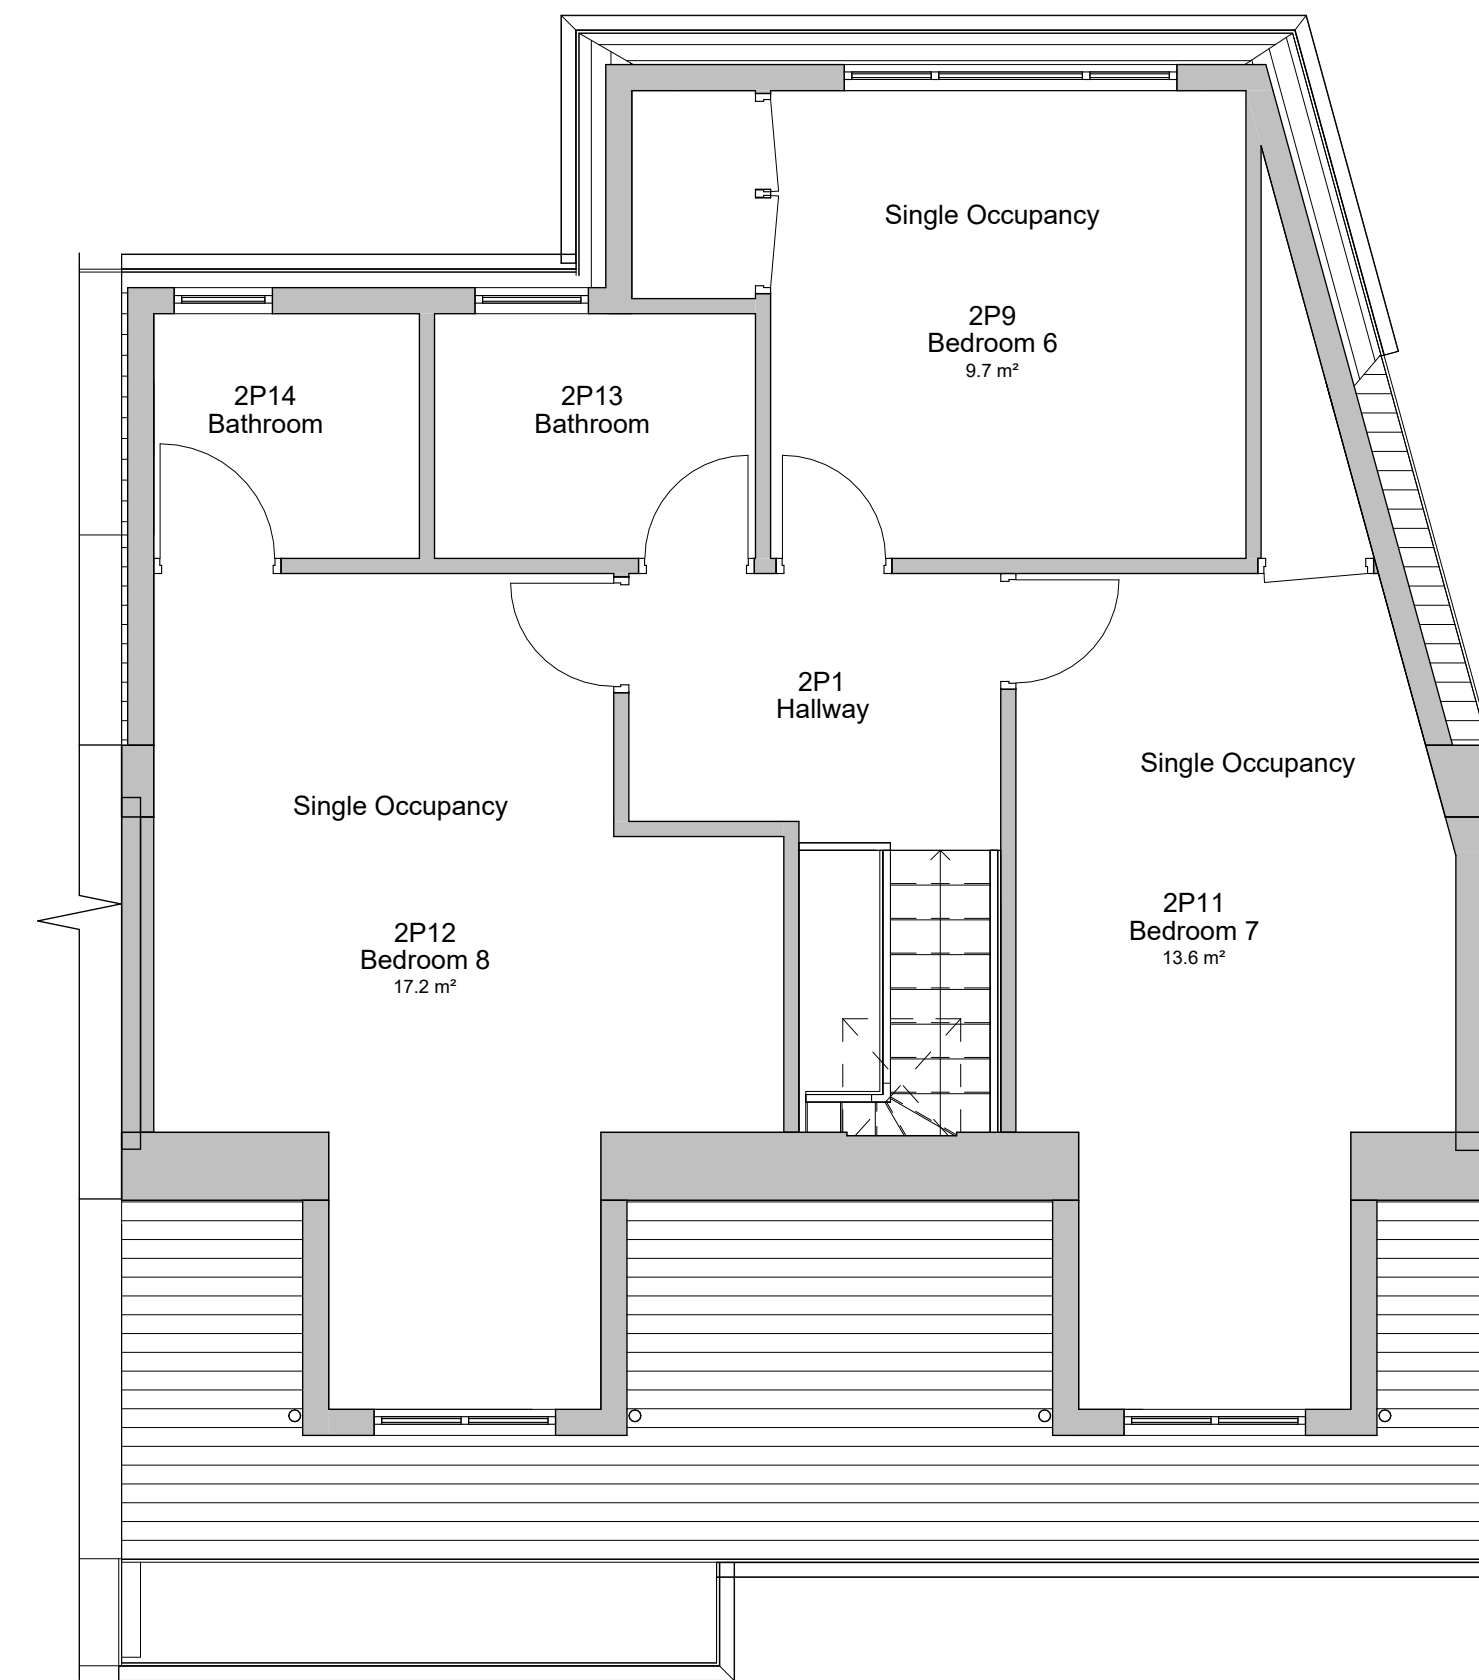 Single Occupancy
2P9
Bedroom 6
9.7 m²
2P14
Bathroom
2P13
Bathroom
2P1
Hallway
Single Occupancy
Single Occupancy
2P12
Bedroom 8
17.2 m²
2P11
Bedroom 7
13.6 m²